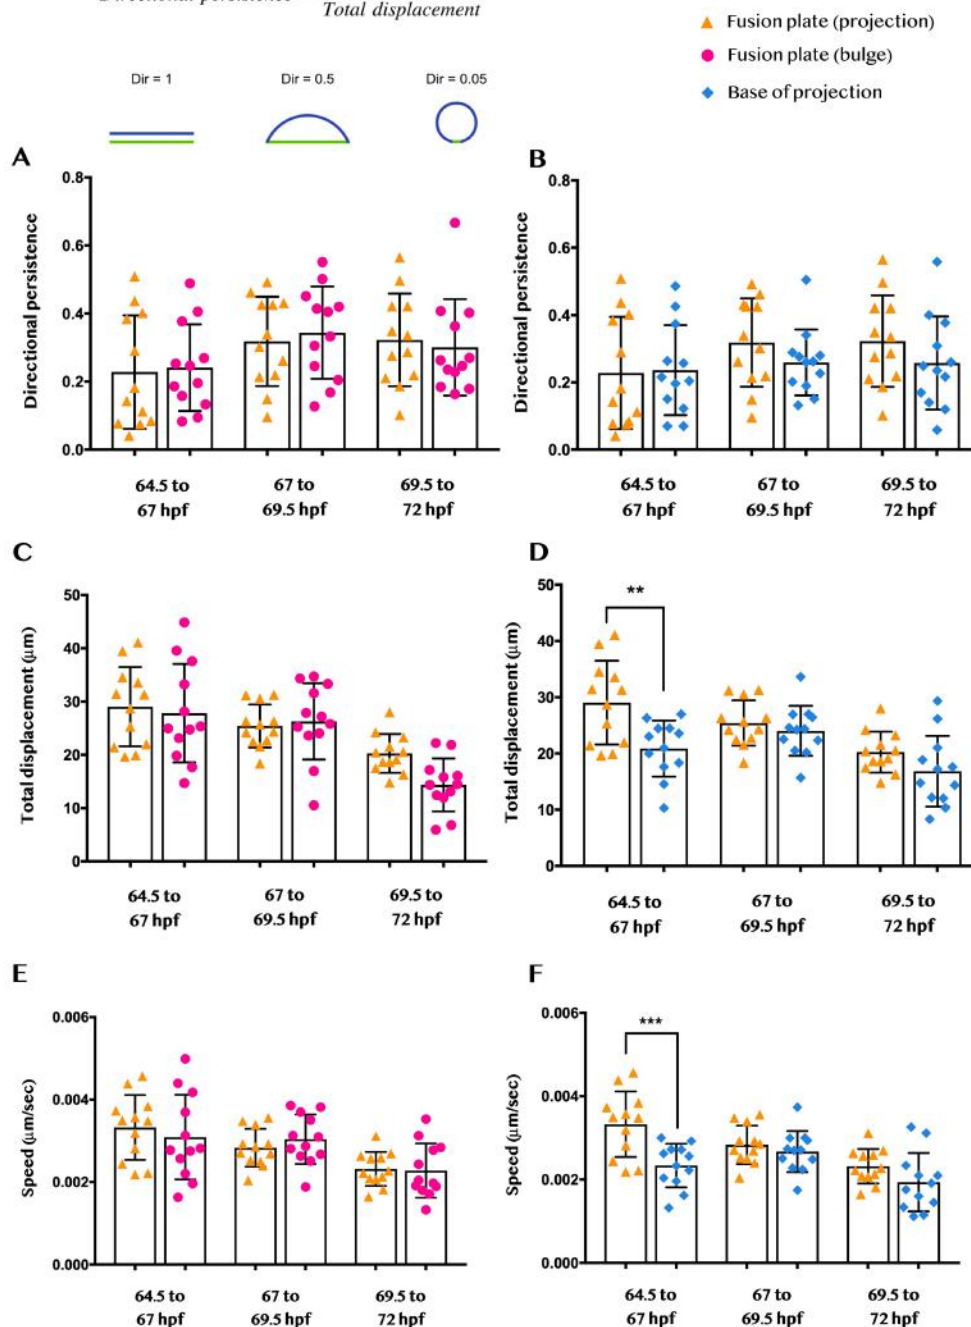 Directional persistence
Total displacement
Fusion plate (projection)
Fusion plate (bulge)
Base of projection
Dir = 1 Dir = 0.5 Dir = 0.05
A
Directional persistence
0.8
0.6
0.4
0.2
0.0
64.5 to 67 to 69.5 to
67 hpf 69.5 hpf 72 hpf
B
Directional persistence
0.8
0.6
0.4
0.2
0.0
64.5 to 67 to 69.5 to
67 hpf 69.5 hpf 72 hpf
C
Total displacement (μm)
50
40
30
20
10
0
64.5 to 67 to 69.5 to
67 hpf 69.5 hpf 72 hpf
D
Total displacement (μm)
50
40
30
20
10
0
**
64.5 to 67 to 69.5 to
67 hpf 69.5 hpf 72 hpf
E
Speed (μm/sec)
0.006
0.004
0.002
0.000
64.5 to 67 to 69.5 to
67 hpf 69.5 hpf 72 hpf
F
Speed (μm/sec)
0.006
0.004
0.002
0.000
***
64.5 to 67 to 69.5 to
67 hpf 69.5 hpf 72 hpf